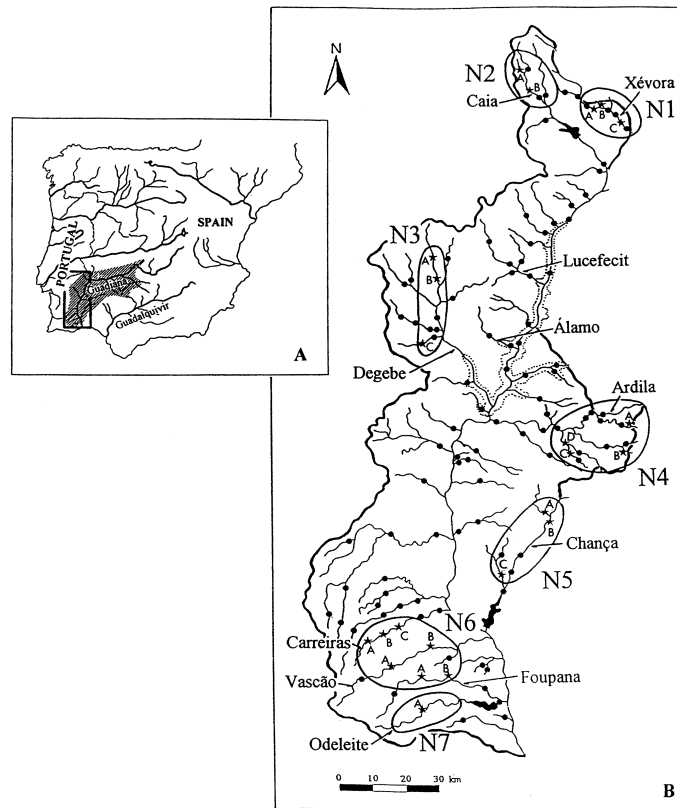 N
N2
A
B
Caia
Xévora
N1
A
B
C
SPAIN
PORTUGAL
Guadiana
Guadalquivir
A
N3
A
B
C
Lucefecit
Álamo
Degebe
Ardila
A
D
C
B
N4
A
B
Chança
C
N5
N6
Carreiras
A
B
C
B
A
A
B
Vascão
Foupana
A
Odeleite
N7
0 10 20 30 km
B